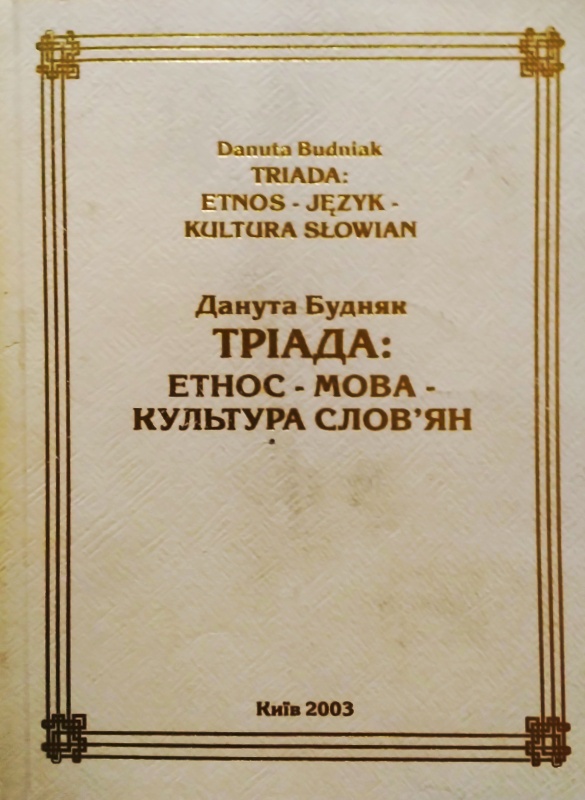 Danuta Budniak
TRIADA:
ETNOS - JĘZYK -
KULTURA SŁOWIAN
Данута Будняк
ТРІАДА:
ЕТНОС - МОВА -
КУЛЬТУРА СЛОВ'ЯН
Київ 2003